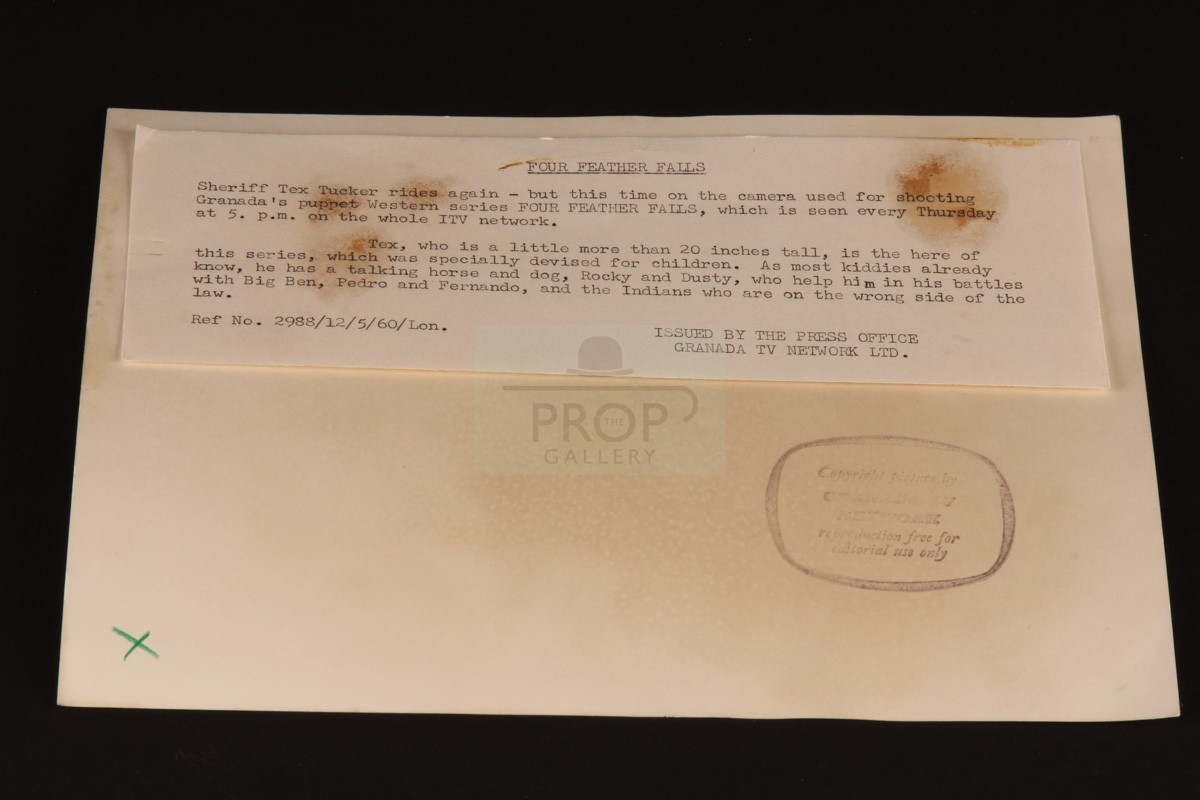 FOUR FEATHER FALLS
Sheriff Tex Tucker rides again - but this time on the camera used for shooting
Granada's puppet Western series FOUR FEATHER FALLS, which is seen every Thursday
at 5. p.m. on the whole ITV network.
Tex, who is a little more than 20 inches tall, is the here of
this series, which was specially devised for children. As most kiddies already
know, he has a talking horse and dog, Rocky and Dusty, who help him in his battles
with Big Ben, Pedro and Fernando, and the Indians who are on the wrong side of the
law.
Ref No. 2988/12/5/60/Lon.
ISSUED BY THE PRESS OFFICE
GRANADA TV NETWORK LTD.
THE
PROP
GALLERY
Copyright picture by
GRANADA TV
NETWORK
reproduction free for
editorial use only